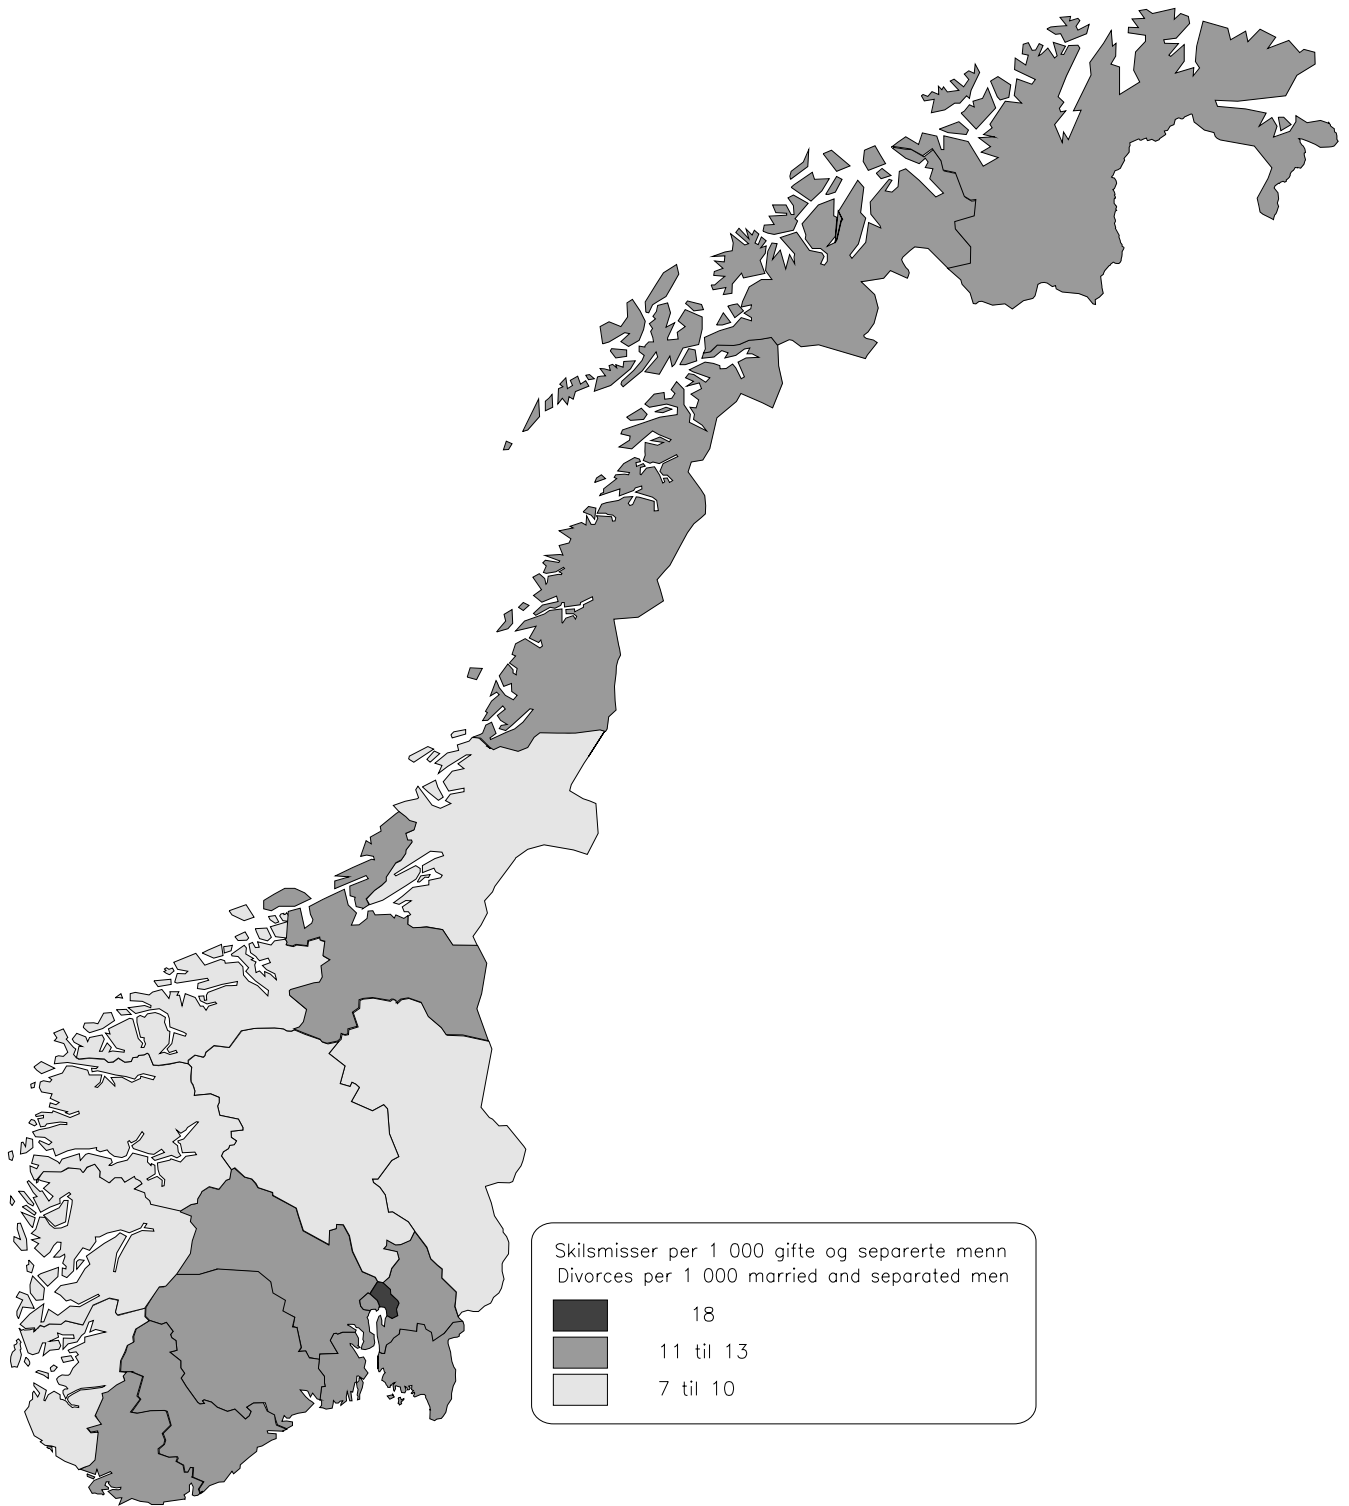 Skilsmisser per 1 000 gifte og separerte menn
Divorces per 1 000 married and separated men
18
11 til 13
7 til 10